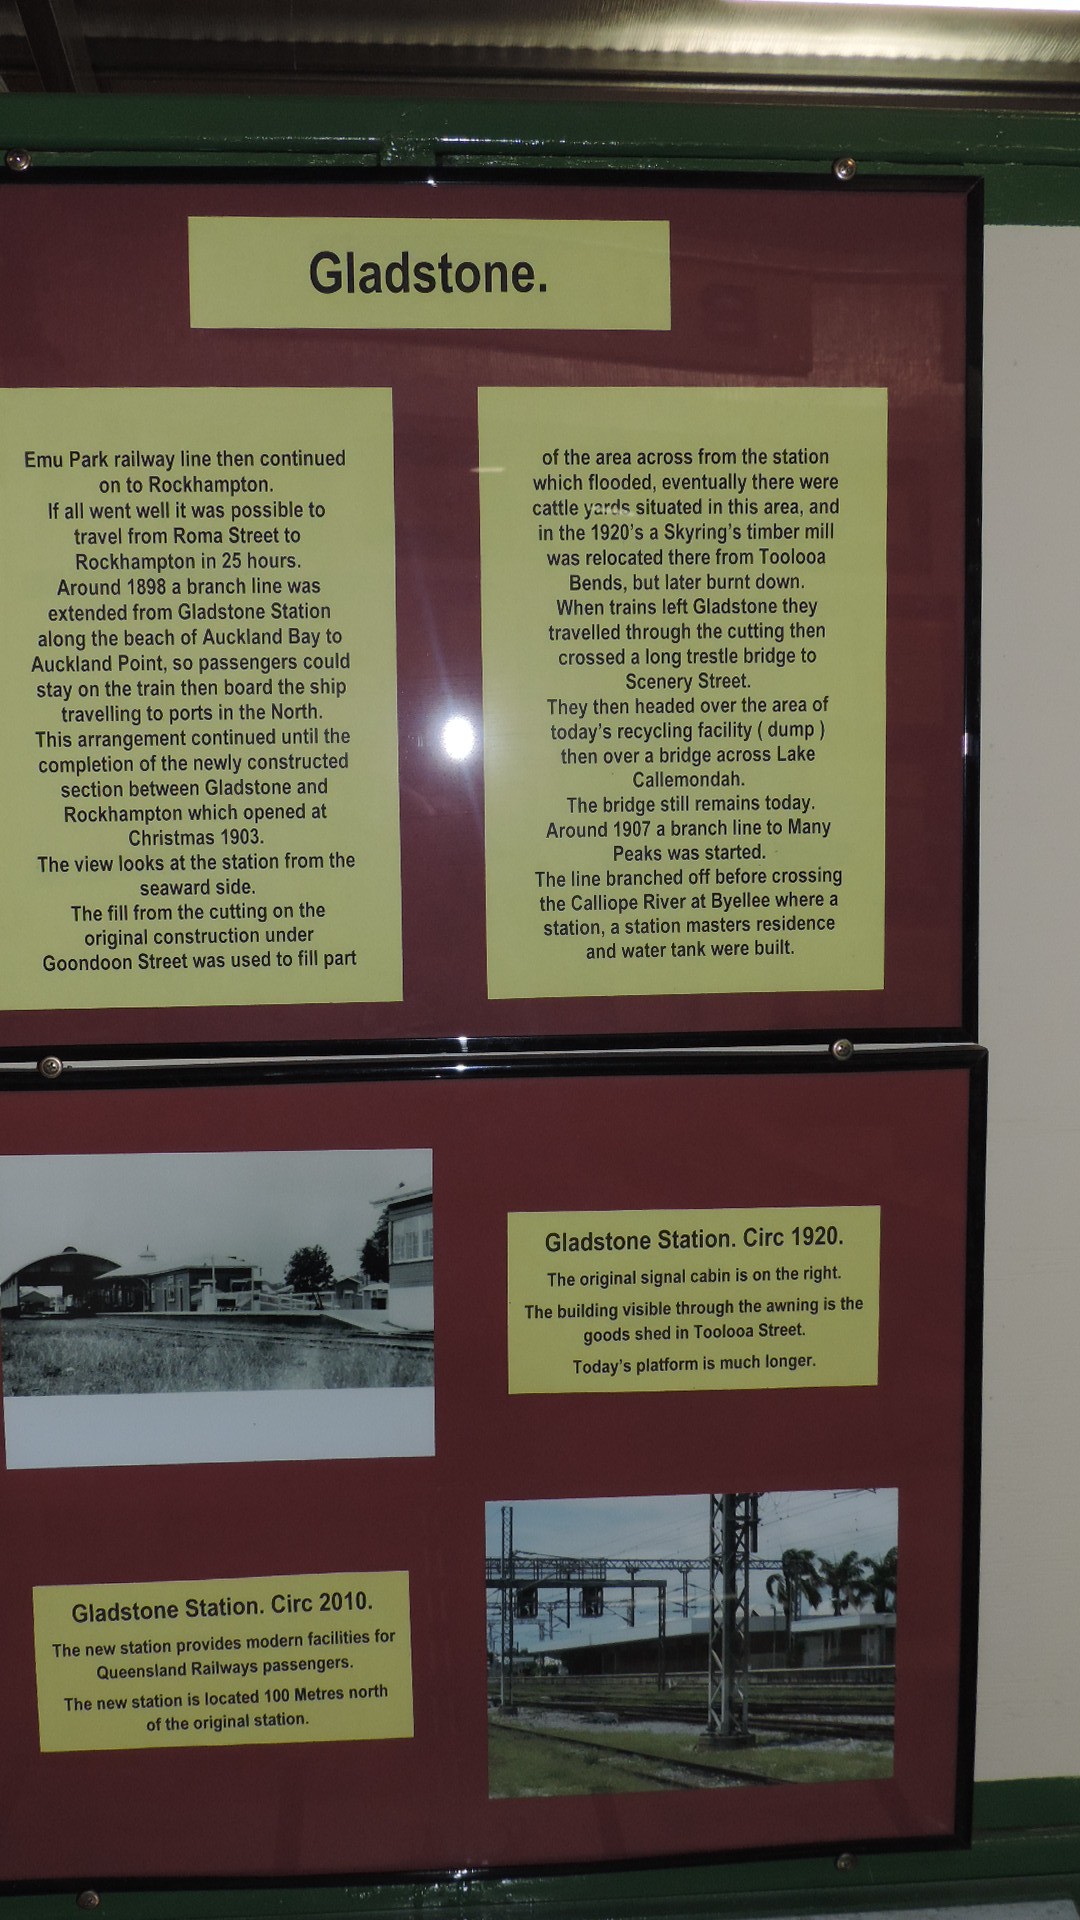 Gladstone.
Emu Park railway line then continued
on to Rockhampton.
If all went well it was possible to
travel from Roma Street to
Rockhampton in 25 hours.
Around 1898 a branch line was
extended from Gladstone Station
along the beach of Auckland Bay to
Auckland Point, so passengers could
stay on the train then board the ship
travelling to ports in the North.
This arrangement continued until the
completion of the newly constructed
section between Gladstone and
Rockhampton which opened at
Christmas 1903.
The view looks at the station from the
seaward side.
The fill from the cutting on the
original construction under
Goondoon Street was used to fill part
of the area across from the station
which flooded, eventually there were
cattle yards situated in this area, and
in the 1920's a Skyring's timber mill
was relocated there from Toolooa
Bends, but later burnt down.
When trains left Gladstone they
travelled through the cutting then
crossed a long trestle bridge to
Scenery Street.
They then headed over the area of
today's recycling facility ( dump )
then over a bridge across Lake
Callemondah.
The bridge still remains today.
Around 1907 a branch line to Many
Peaks was started.
The line branched off before crossing
the Calliope River at Byellee where a
station, a station masters residence
and water tank were built.
Gladstone Station. Circ 1920.
The original signal cabin is on the right.
The building visible through the awning is the
goods shed in Toolooa Street.
Today's platform is much longer.
Gladstone Station. Circ 2010.
The new station provides modern facilities for
Queensland Railways passengers.
The new station is located 100 Metres north
of the original station.